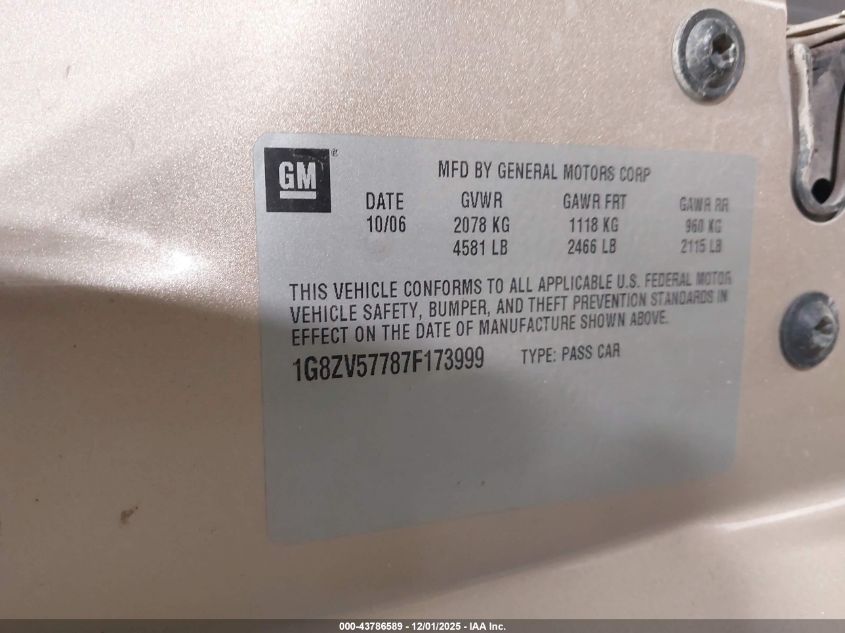 GM®
MFD BY GENERAL MOTORS CORP
DATE GVWR GAWR FRT GAWR RR
10/06 2078 KG 1118 KG 960 KG
4581 LB 2466 LB 2115 LB
THIS VEHICLE CONFORMS TO ALL APPLICABLE U.S. FEDERAL MOTOR
VEHICLE SAFETY, BUMPER, AND THEFT PREVENTION STANDARDS IN
EFFECT ON THE DATE OF MANUFACTURE SHOWN ABOVE.
1G8ZV57787F173999 TYPE: PASS CAR
000-43786589 - 12/01/2025 - IAA Inc.